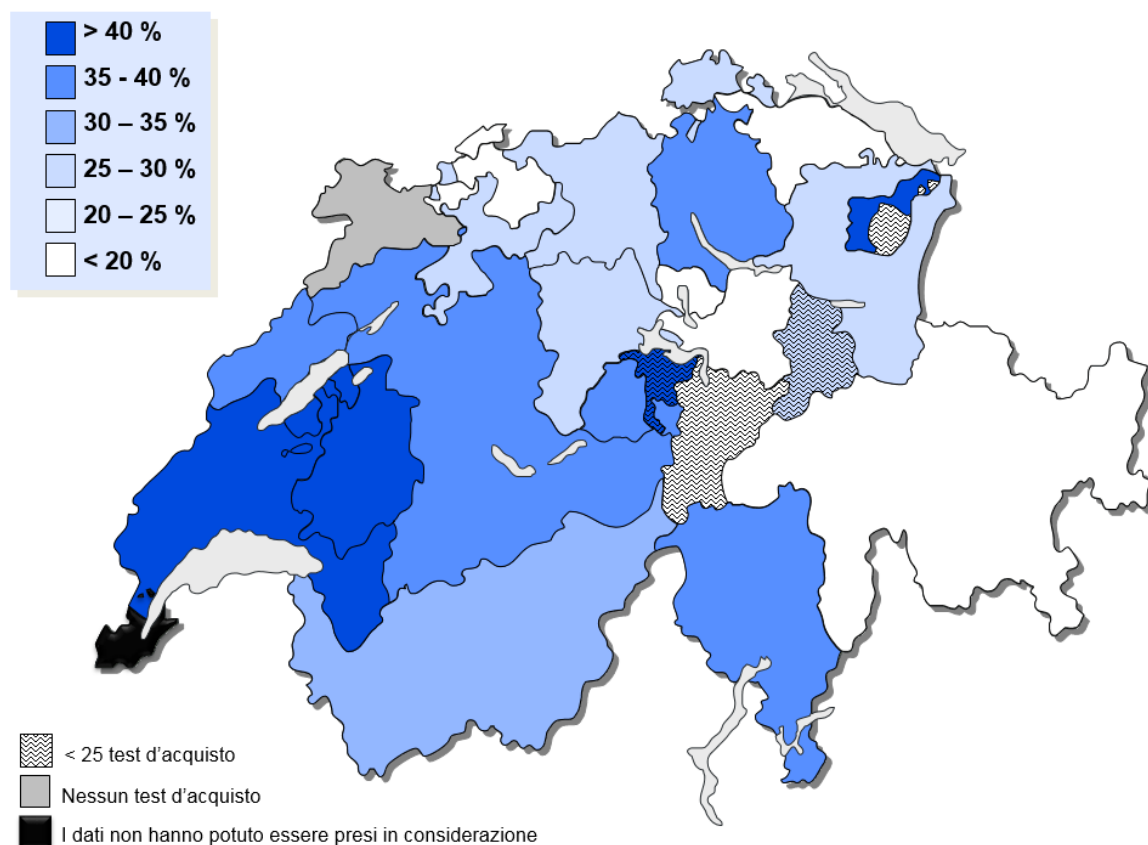 > 40 %
35 - 40 %
30 – 35 %
25 – 30 %
20 – 25 %
< 20 %
< 25 test d’acquisto
Nessun test d’acquisto
I dati non hanno potuto essere presi in considerazione